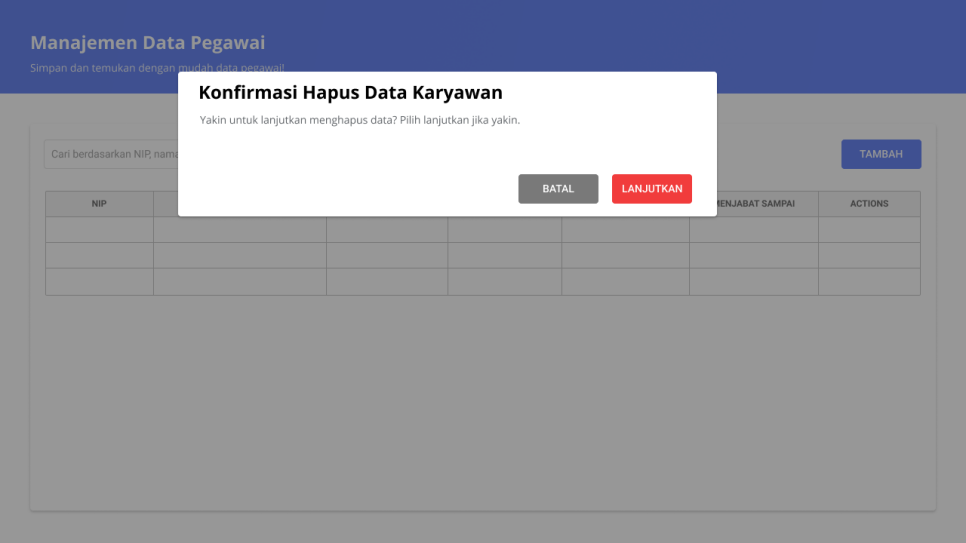 Manajemen Data Pegawai
Simpan dan temukan dengan mudah data pegawai!
Konfirmasi Hapus Data Karyawan
Yakin untuk lanjutkan menghapus data? Pilih lanjutkan jika yakin.
Cari berdasarkan NIP, nama
TAMBAH
BATAL
LANJUTKAN
NIP
MENJABAT SAMPAI
ACTIONS